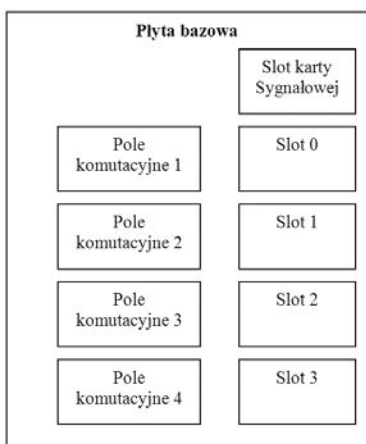 Płyta bazowa
Slot karty
Sygnałowej
Pole
komutacyjne 1
Slot 0
Pole
komutacyjne 2
Slot 1
Pole
komutacyjne 3
Slot 2
Pole
komutacyjne 4
Slot 3